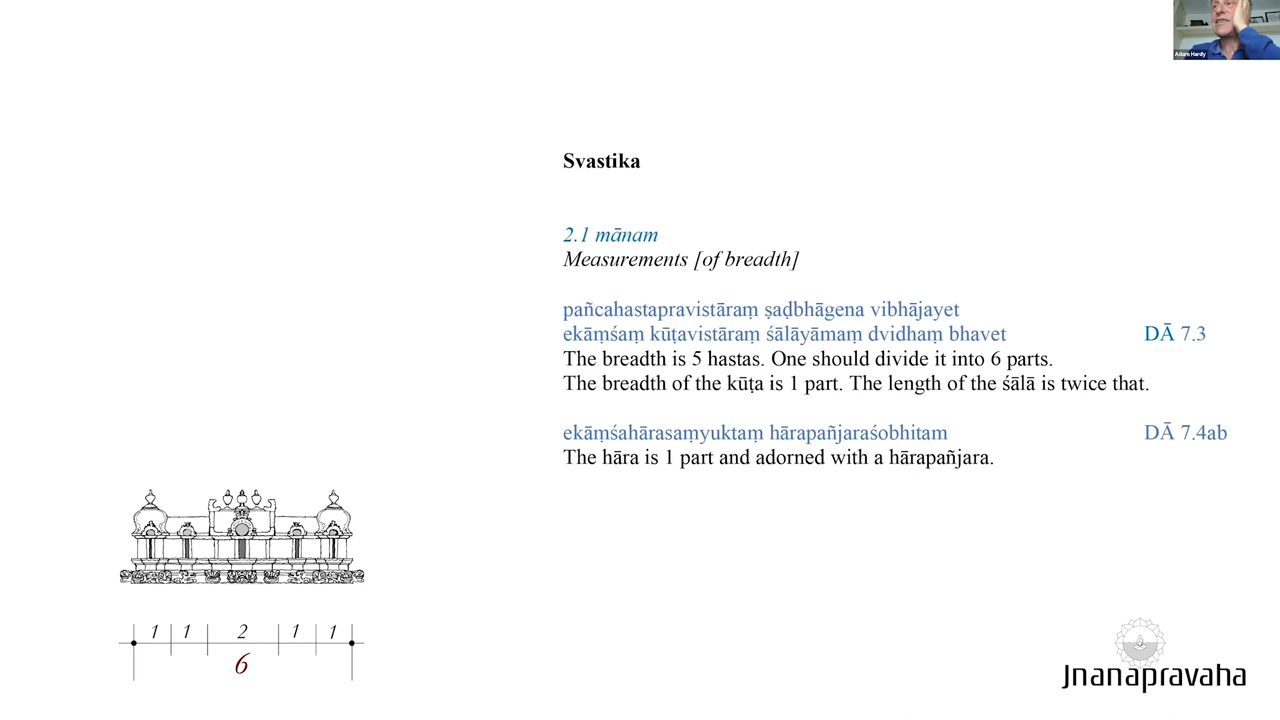 Adam Hardy
Svastika
2.1 mānam
Measurements [of breadth]
pañcahastapravistāraṃ ṣaḍbhāgena vibhājayet
ekāṃśaṃ kūṭavistāraṃ śālāyāmaṃ dvidhaṃ bhavet DĀ 7.3
The breadth is 5 hastas. One should divide it into 6 parts.
The breadth of the kūṭa is 1 part. The length of the śālā is twice that.
ekāṃśahārasaṃyuktaṃ hārapañjaraśobhitam DĀ 7.4ab
The hāra is 1 part and adorned with a hārapañjara.
1 1 2 1 1
6
Jnanapravaha